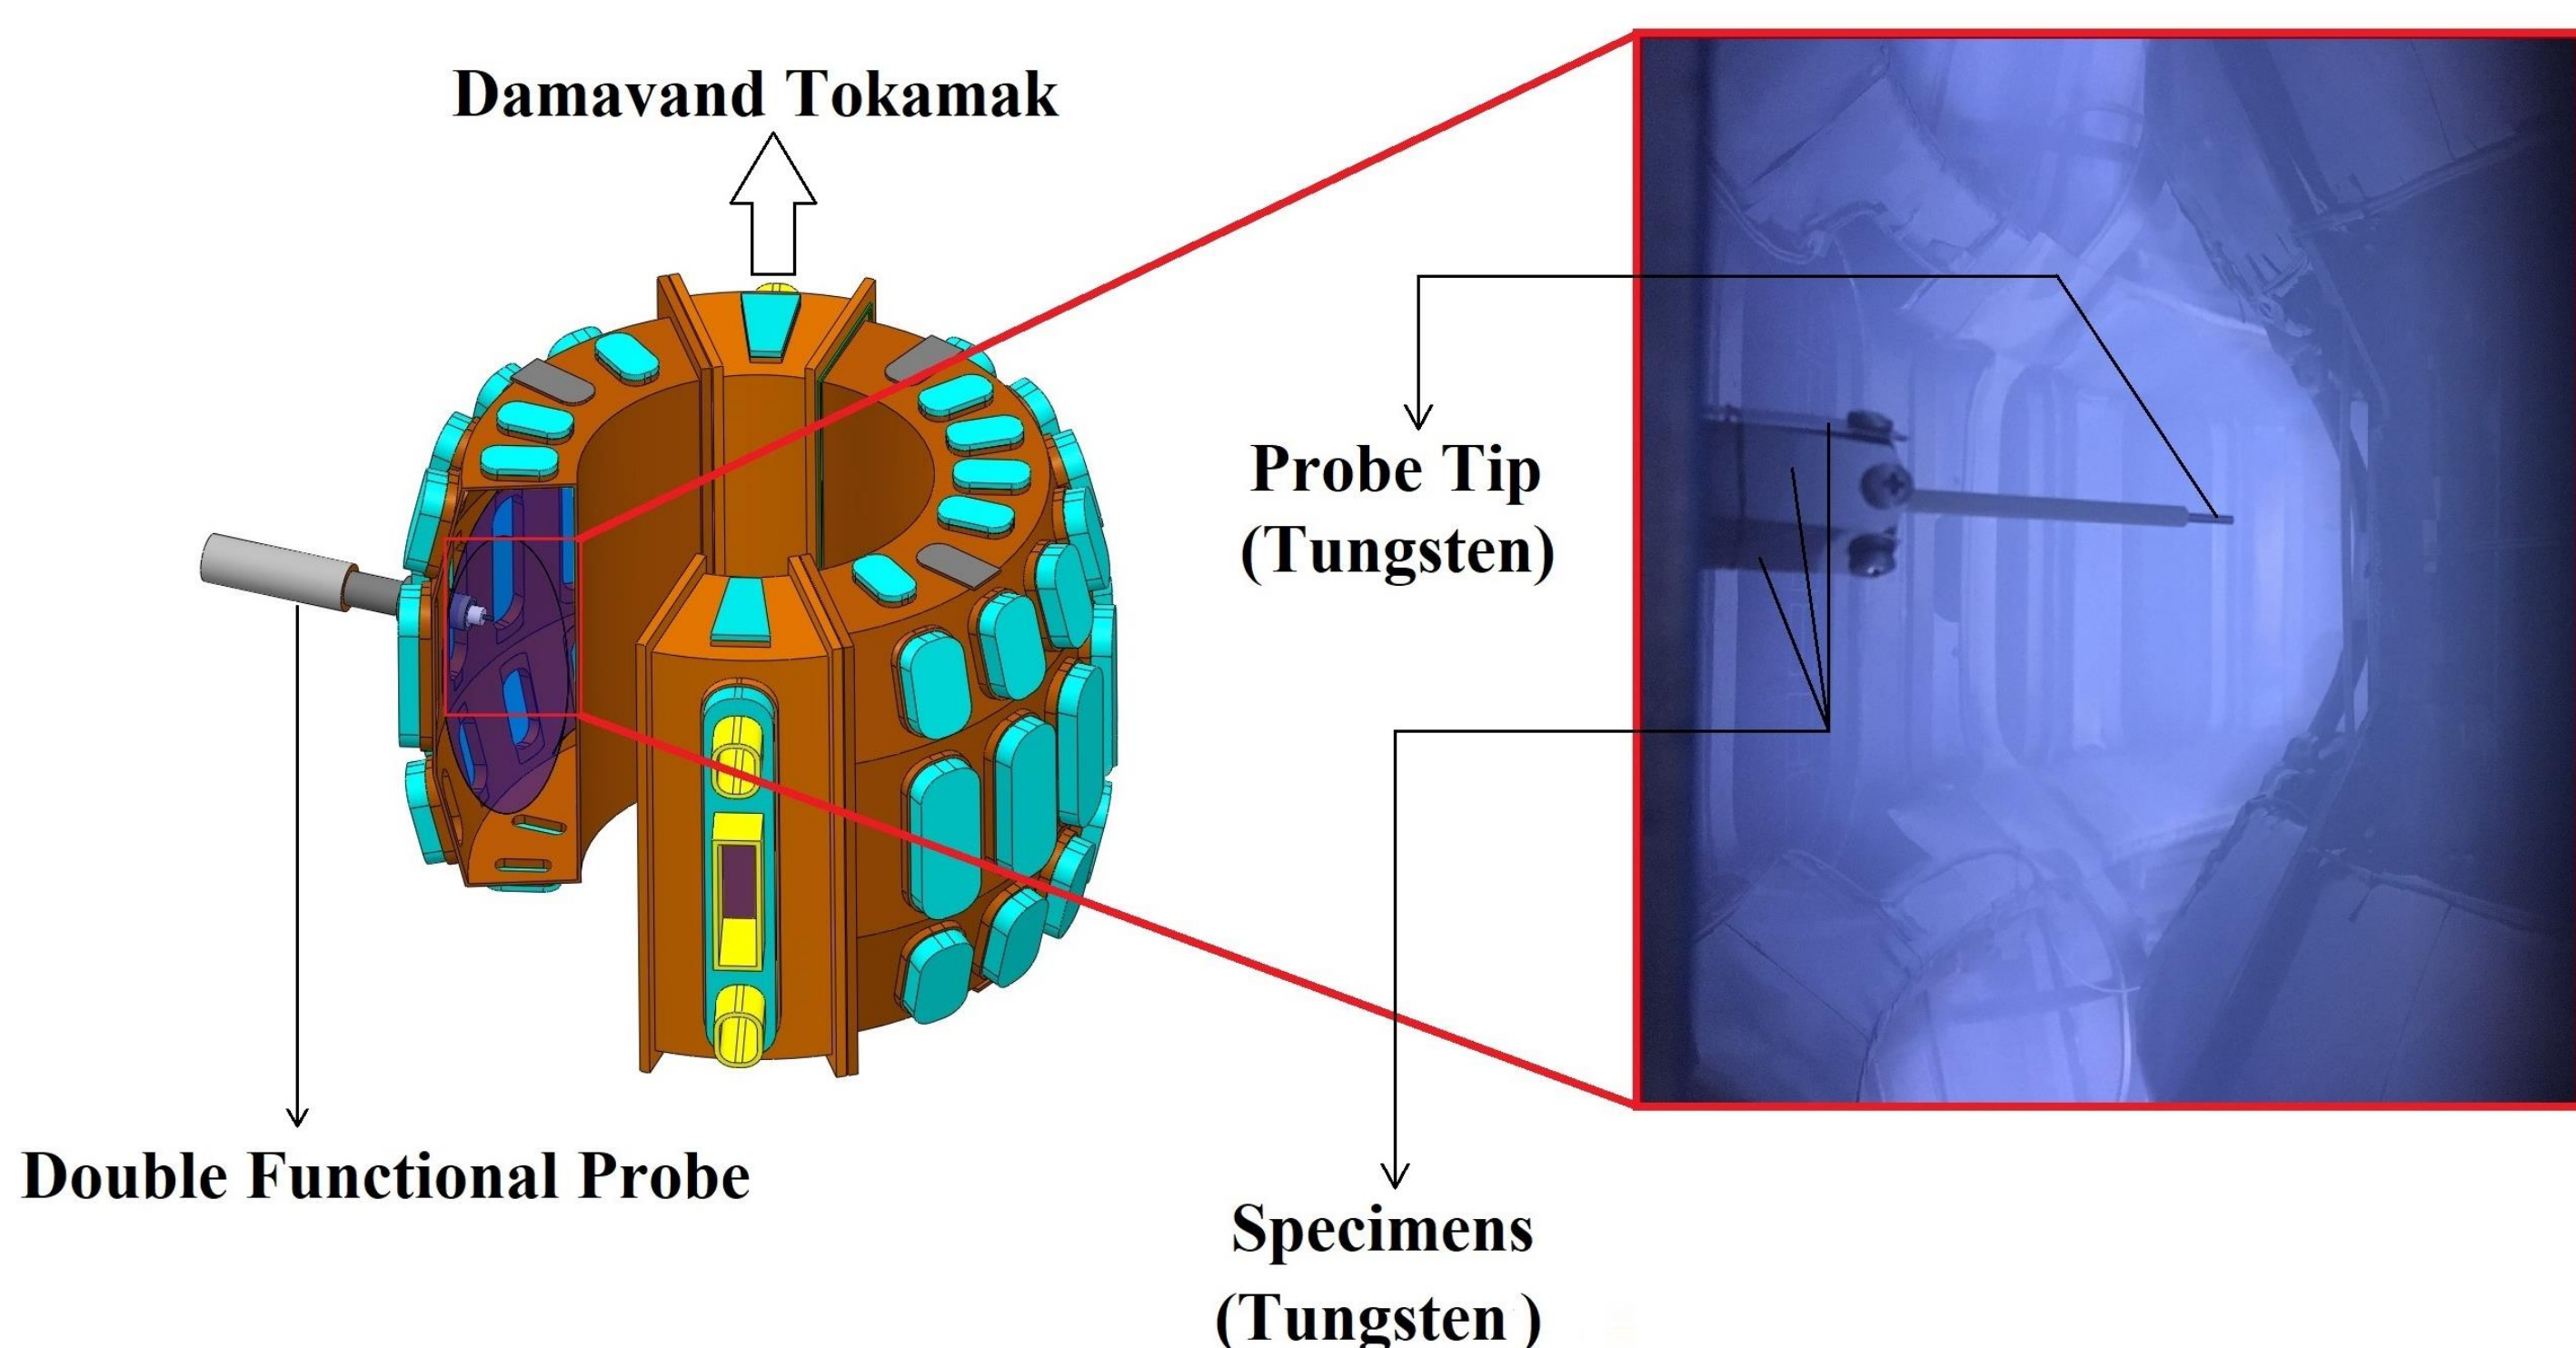 Damavand Tokamak
Probe Tip
(Tungsten)
Double Functional Probe
Specimens
(Tungsten )